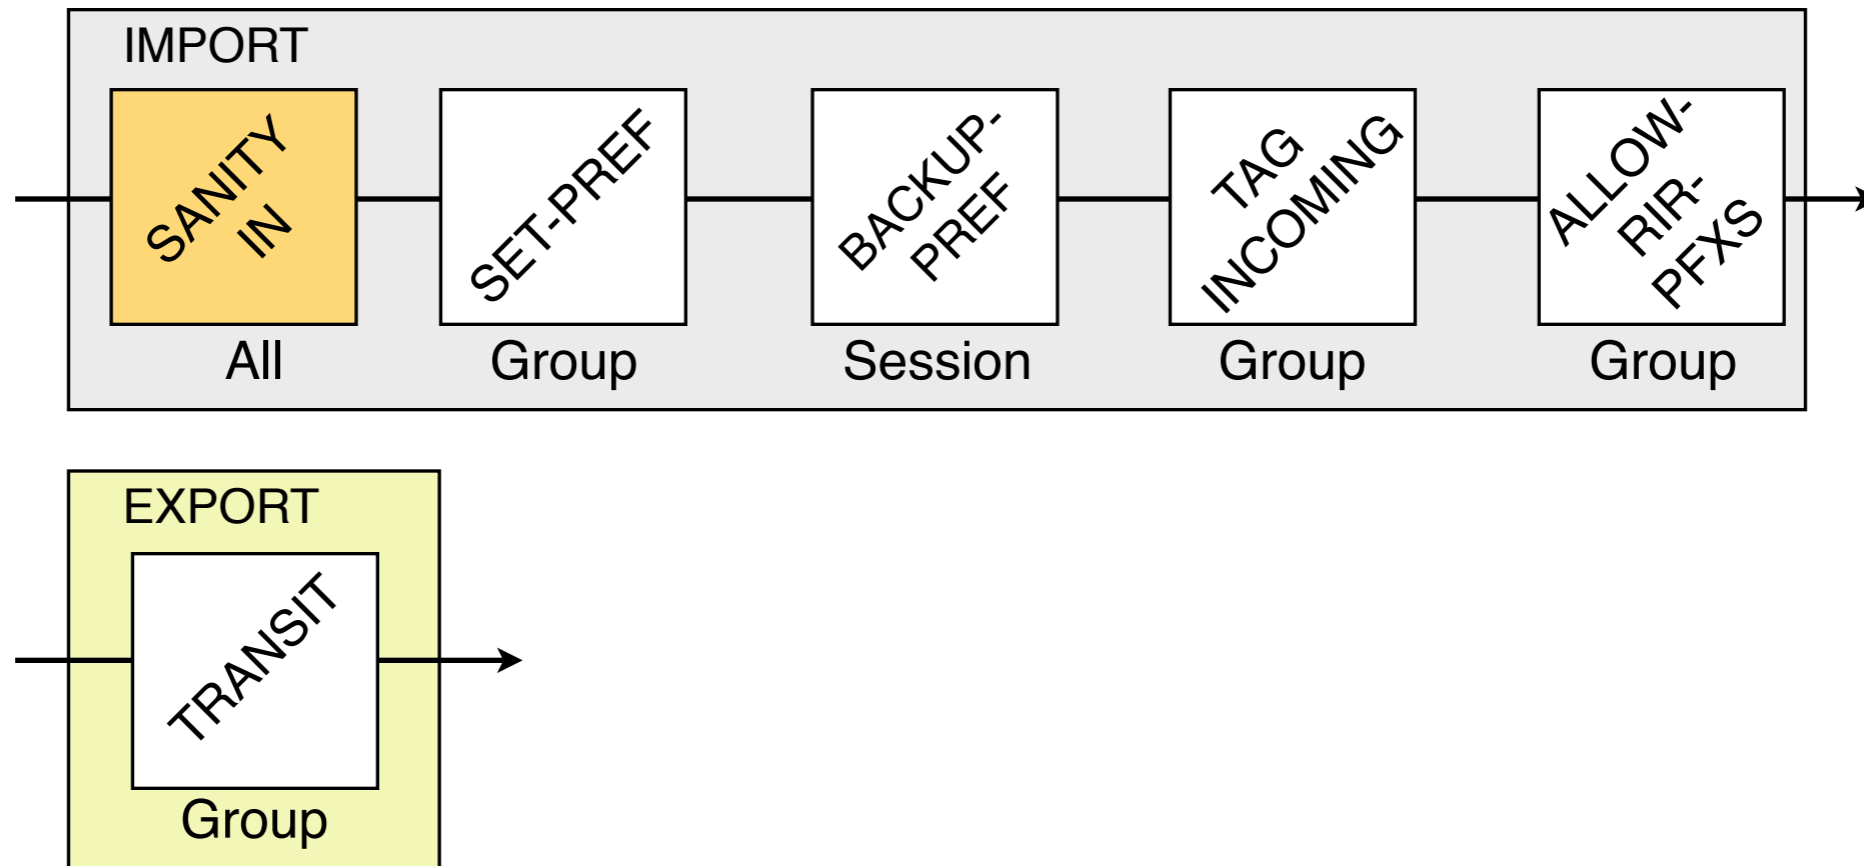 IMPORT
SANITY
IN
SET-PREF
BACKUP-
PREF
TAG
INCOMING
ALLOW-
RIR-
PFXS
All
Group
Session
Group
Group
EXPORT
TRANSIT
Group